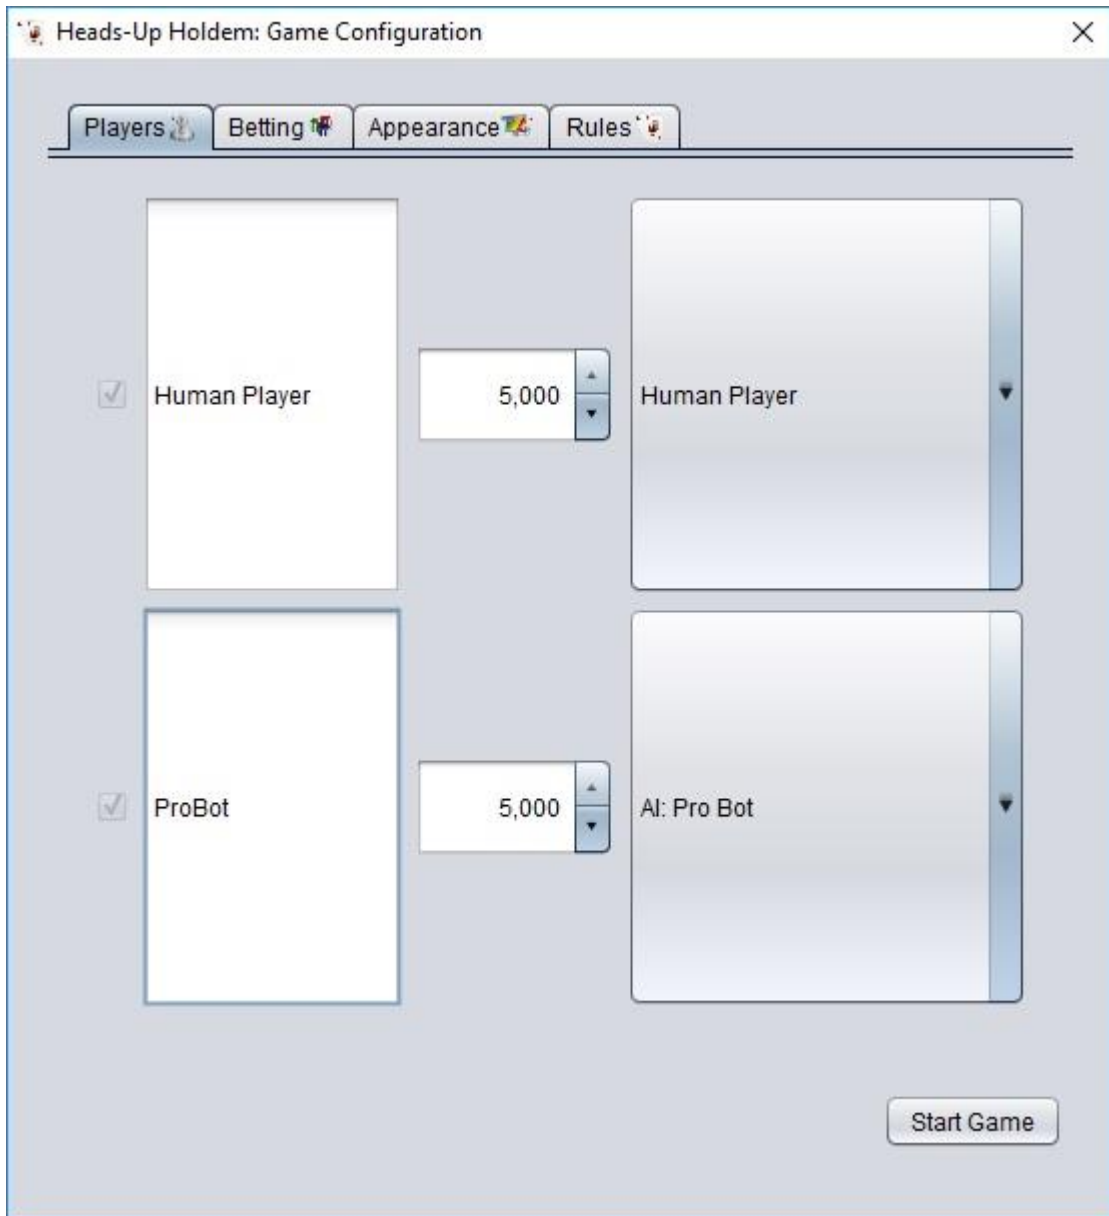 Heads-Up Holdem: Game Configuration
Players Betting Appearance Rules
Human Player 5,000 Human Player
ProBot 5,000 AI: Pro Bot
Start Game